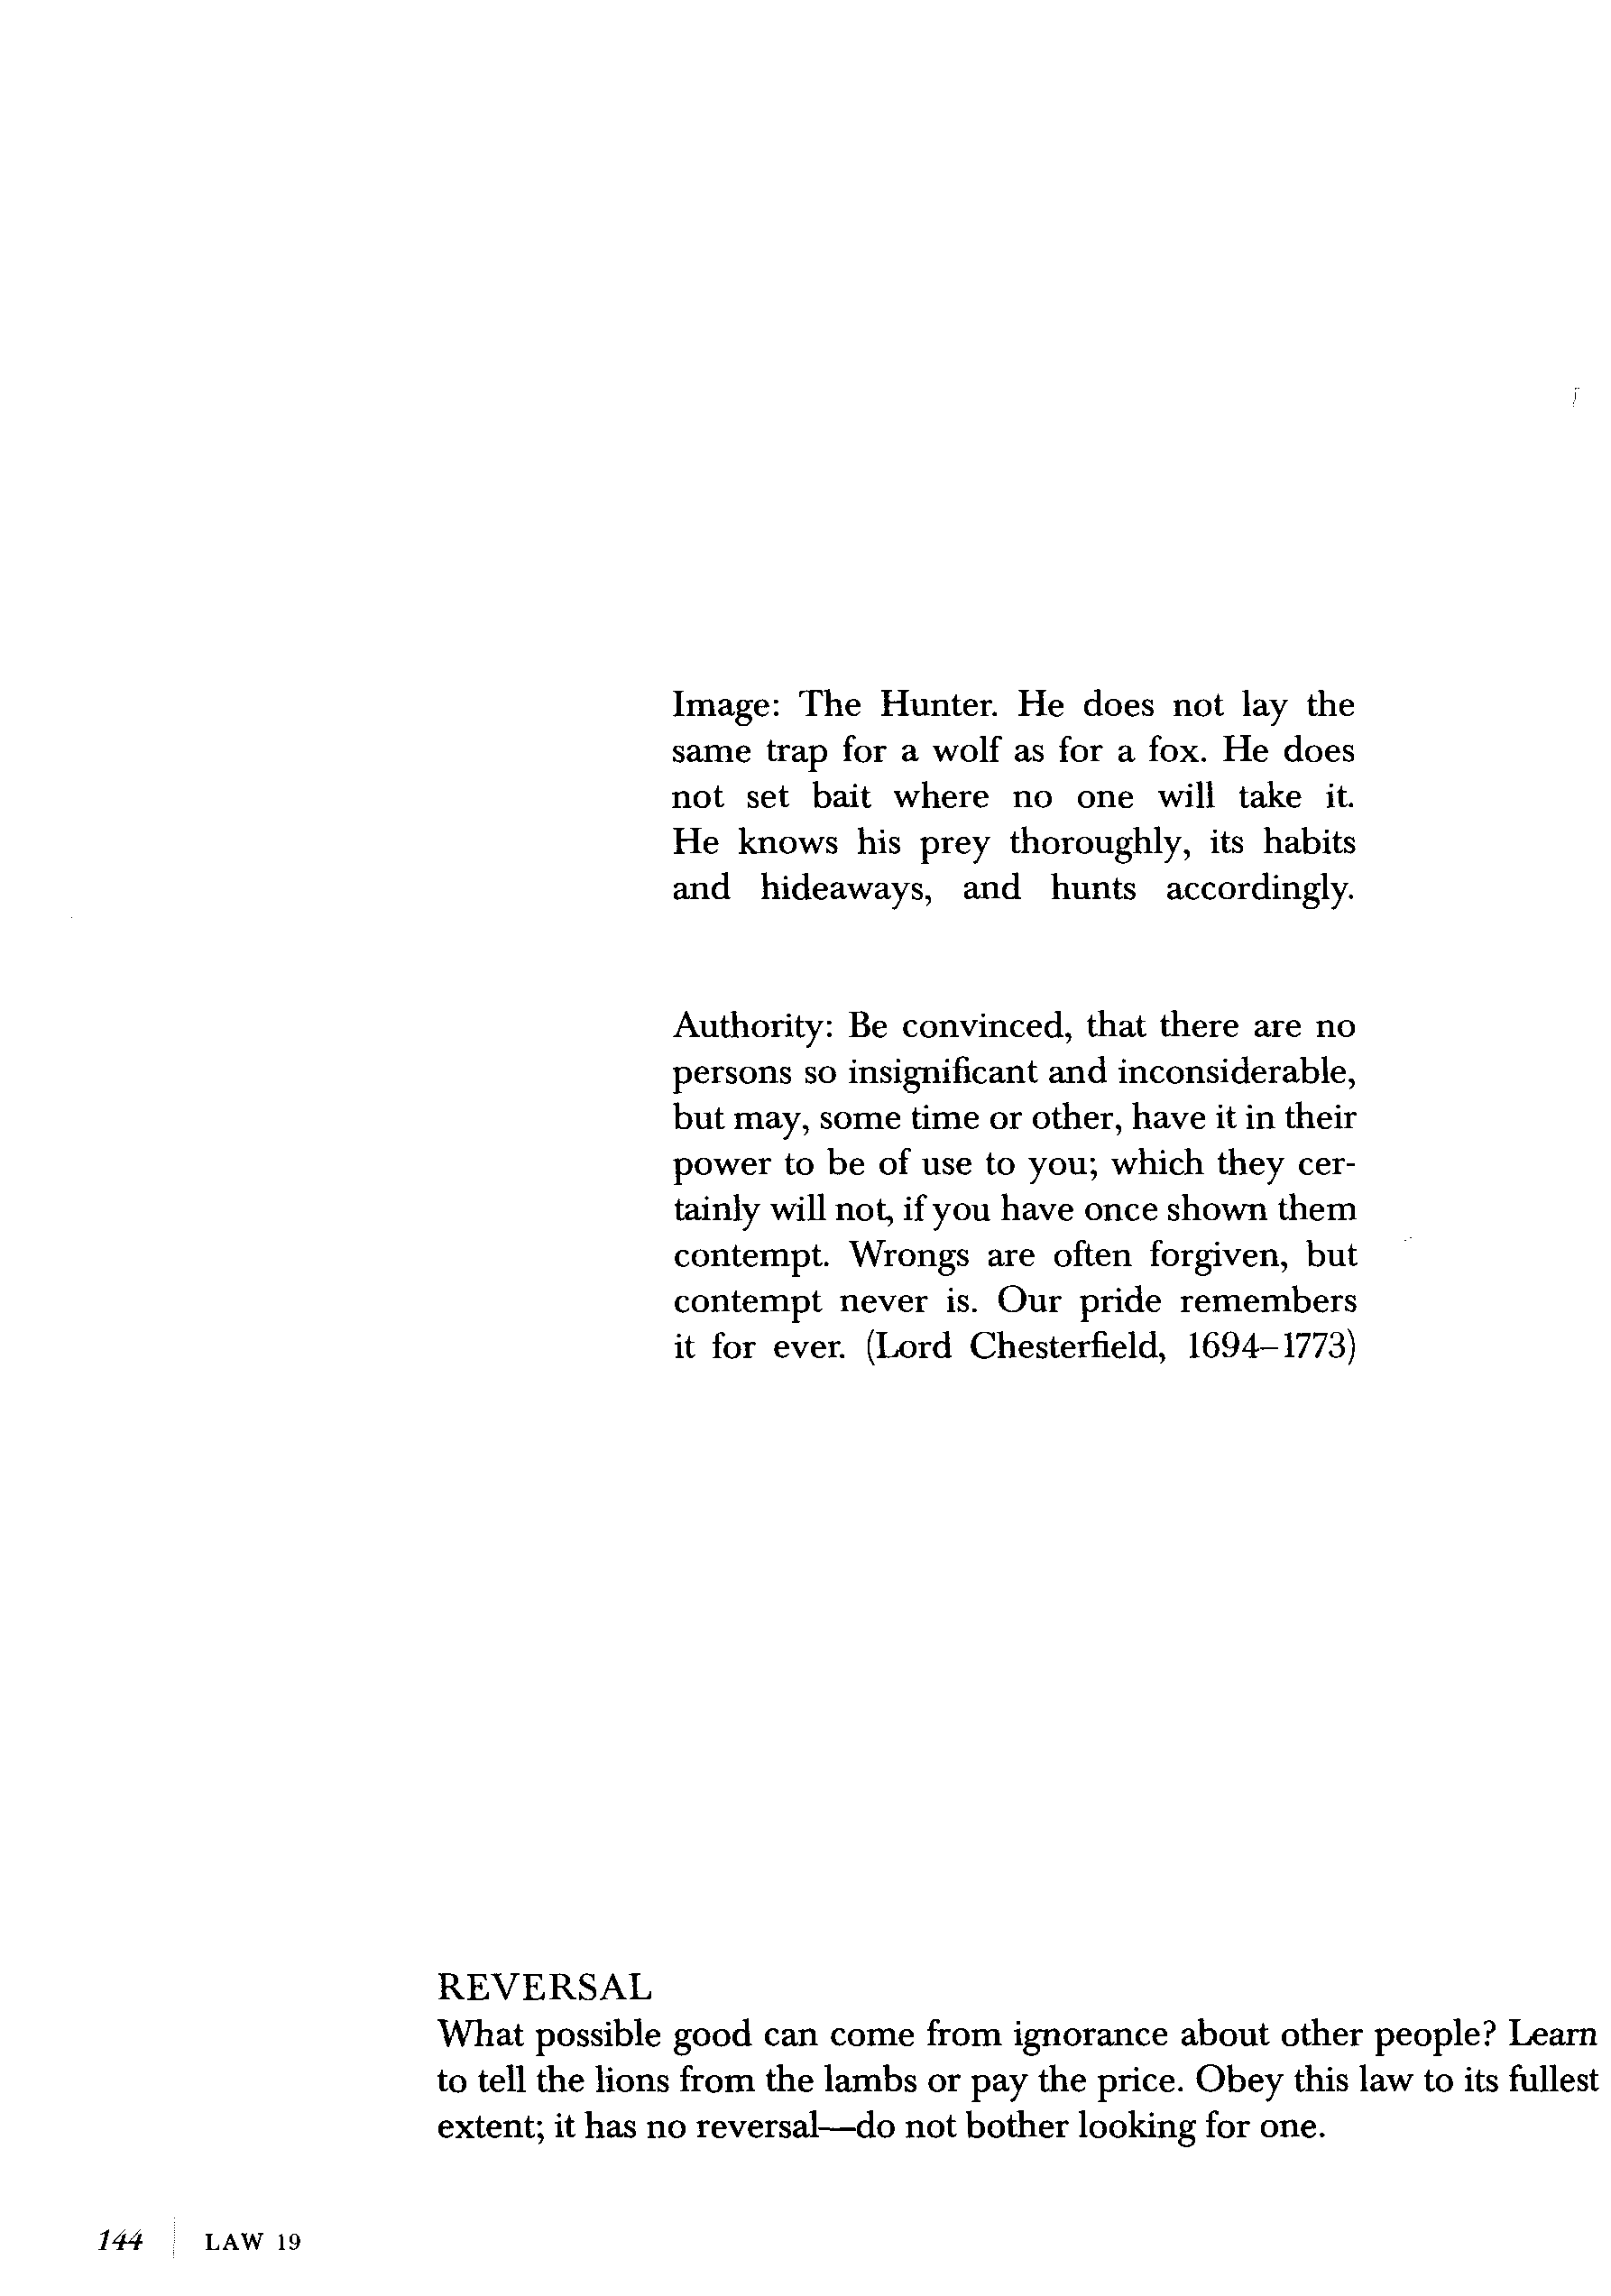 Image: The Hunter. He does not lay the
same trap for a wolf as for a fox. He does
not set bait where no one will take it.
He knows his prey thoroughly, its habits
and hideaways, and hunts accordingly.
Authority: Be convinced, that there are no
persons so insignificant and inconsiderable,
but may, some time or other, have it in their
power to be of use to you; which they cer-
tainly will not, if you have once shown them
contempt. Wrongs are often forgiven, but
contempt never is. Our pride remembers
it for ever. (Lord Chesterfield, 1694–1773)
REVERSAL
What possible good can come from ignorance about other people? Learn
to tell the lions from the lambs or pay the price. Obey this law to its fullest
extent; it has no reversal—do not bother looking for one.
144 | LAW 19